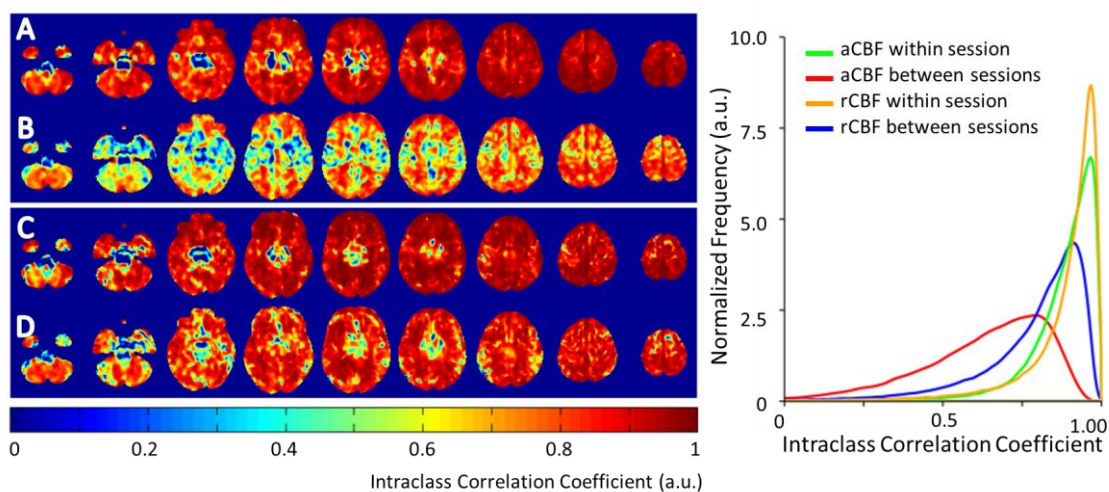 A
B
C
D
0 0.2 0.4 0.6 0.8 1
Intraclass Correlation Coefficient (a.u.)
10.0
7.5
5.0
2.5
0
Normalized Frequency (a.u.)
aCBF within session
aCBF between sessions
rCBF within session
rCBF between sessions
0 0.5 1.00
Intraclass Correlation Coefficient